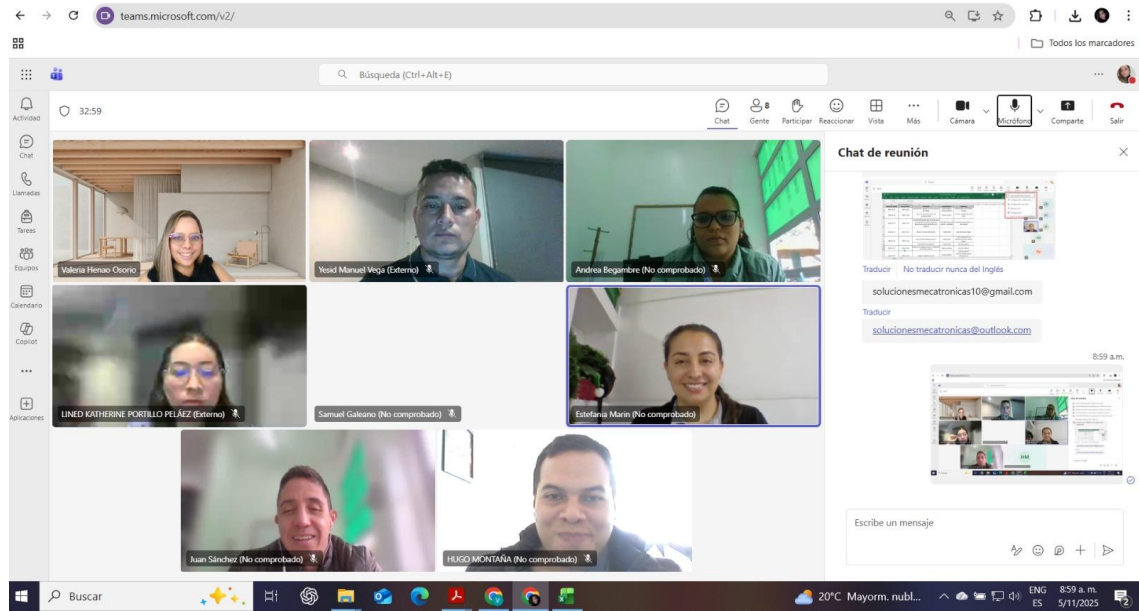 teams.microsoft.com/v2/
Todos los marcadores
Búsqueda (Ctrl+Alt+E)
32:59
Chat
8
Gente
Participar
Reaccionar
Vista
Más
Cámara
Micrófono
Comparte
Salir
Actividad
Chat
Llamadas
Tareas
Equipos
Calendario
Copilot
Aplicaciones
Valeria Henao Osorio
Yesid Manuel Vega (Externo)
Andrea Begambre (No comprobado)
LINED KATHERINE PORTILLO PELÁEZ (Externo)
Samuel Galeano (No comprobado)
Estefania Marin (No comprobado)
Juan Sánchez (No comprobado)
HUGO MONTAÑA (No comprobado)
Chat de reunión
Traducir No traducir nunca del Inglés
solucionesmecatronicas10@gmail.com
Traducir
solucionesmecatronicas@outlook.com
8:59 a.m.
Escribe un mensaje
Buscar
20°C Mayorm. nubl...
ENG
ES
8:59 a. m.
5/11/2025
2